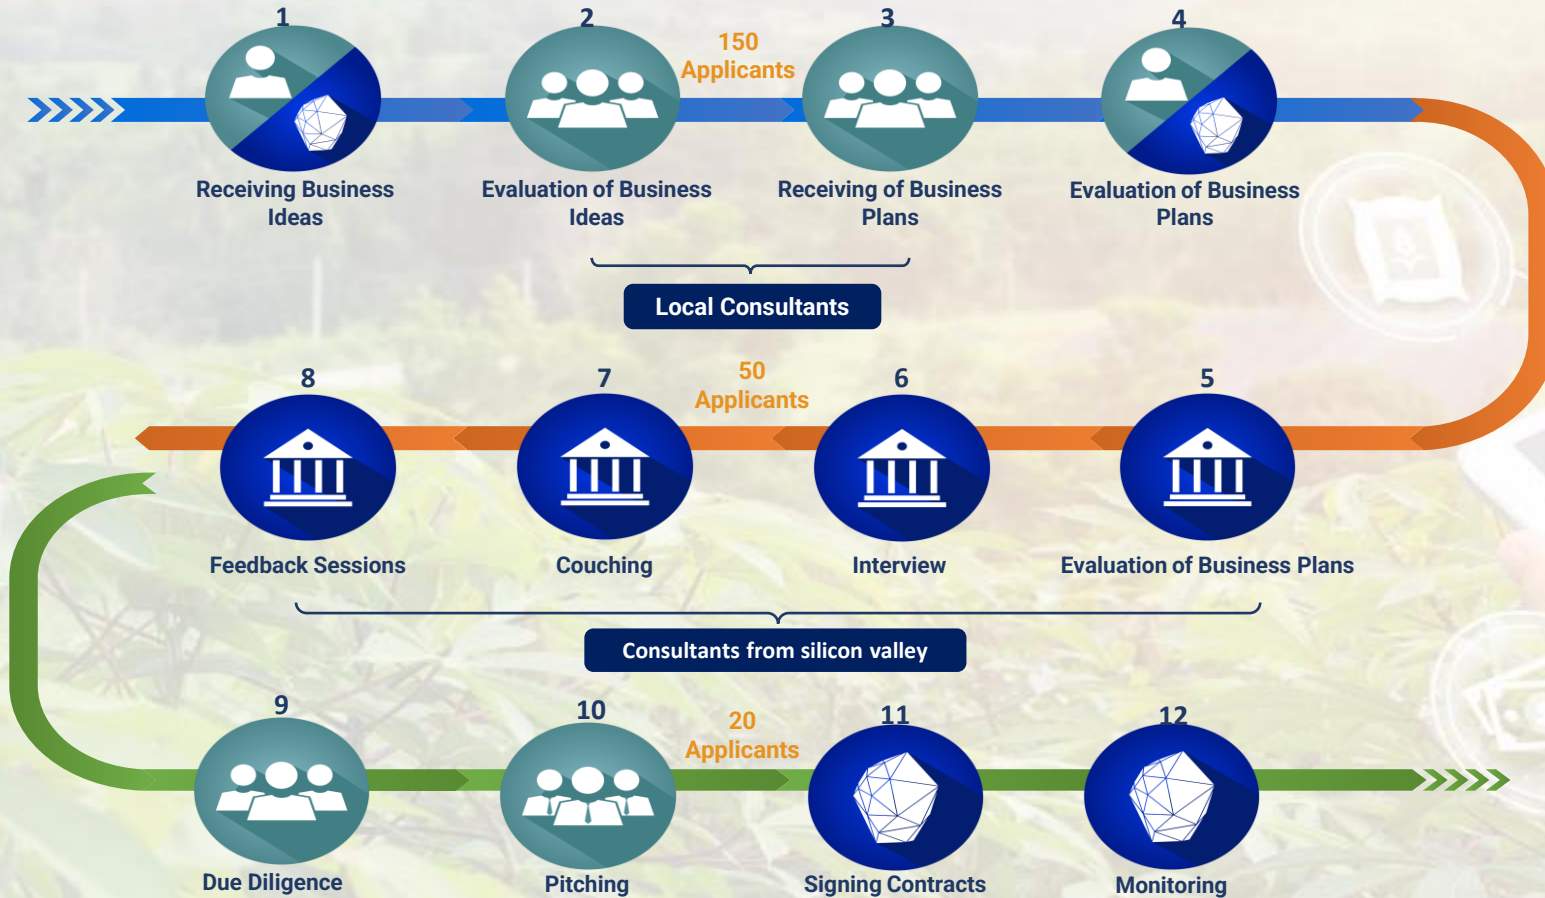 1
2
3
4
150
Applicants
Receiving Business
Ideas
Evaluation of Business
Ideas
Receiving of Business
Plans
Evaluation of Business
Plans
Local Consultants
8
7
50
Applicants
6
5
Feedback Sessions
Couching
Interview
Evaluation of Business Plans
Consultants from silicon valley
9
10
20
Applicants
11
12
Due Diligence
Pitching
Signing Contracts
Monitoring